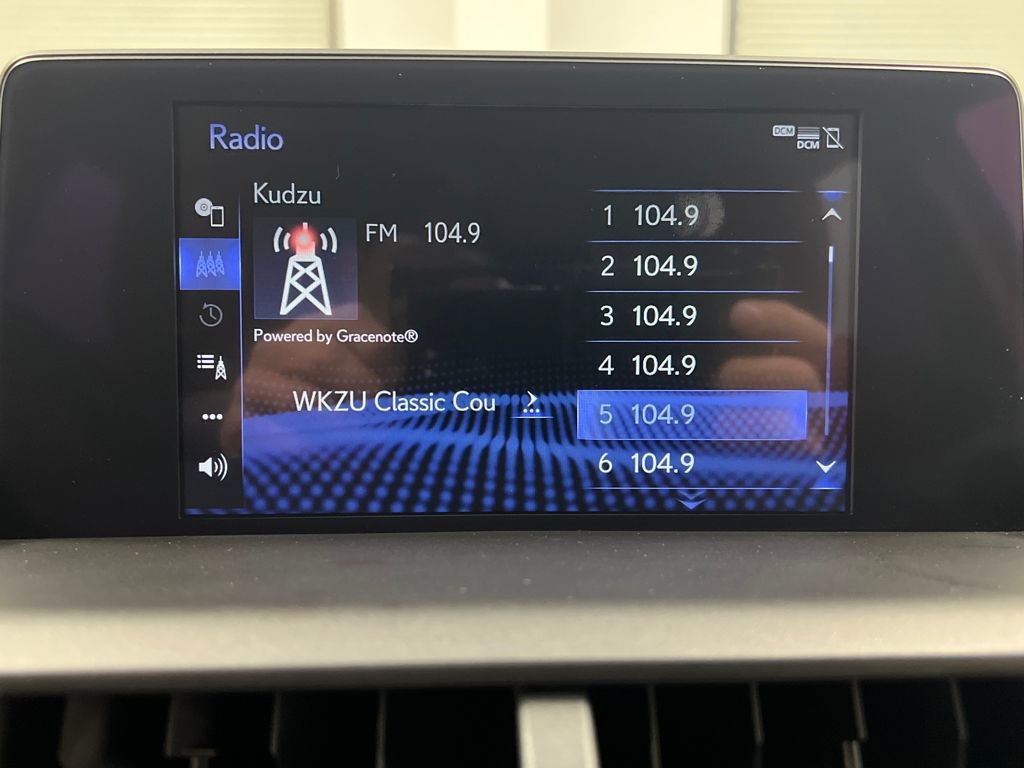 Radio
DCM
DCM
Kudzu
FM 104.9
Powered by Gracenote®
WKZU Classic Cou
1 104.9
2 104.9
3 104.9
4 104.9
5 104.9
6 104.9